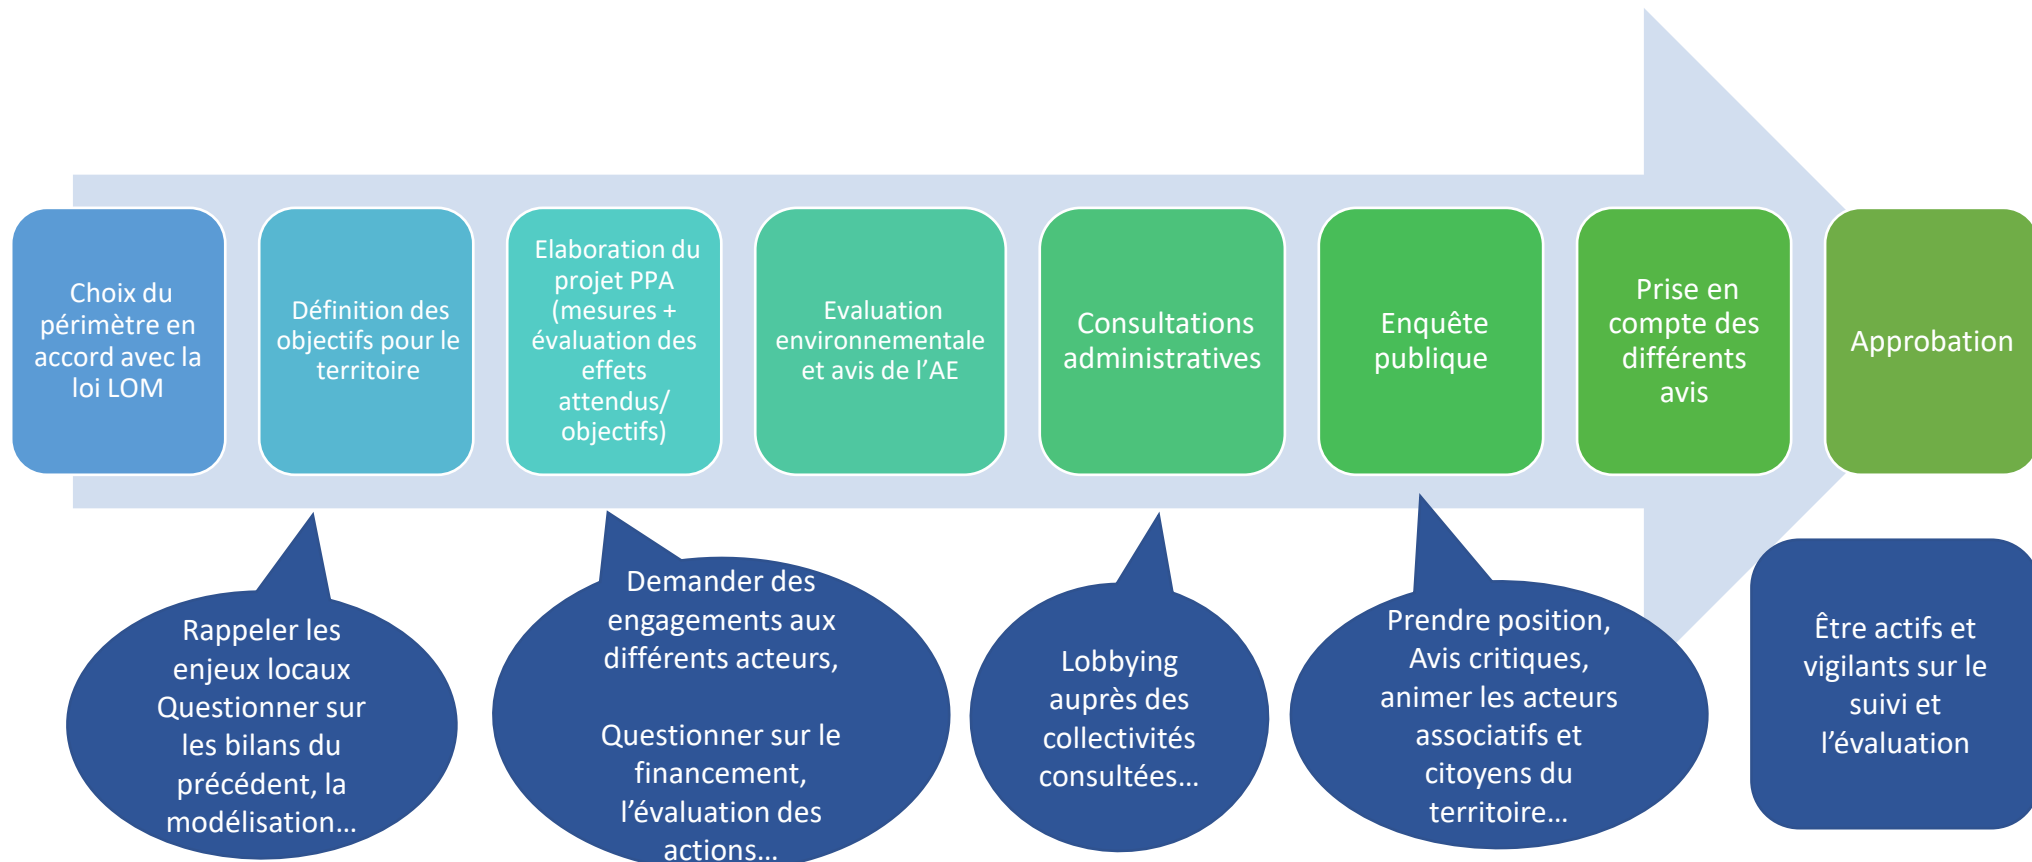 Choix du
périmètre en
accord avec la
loi LOM
Définition des
objectifs pour le
territoire
Elaboration du
projet PPA
(mesures +
évaluation des
effets
attendus/
objectifs)
Evaluation
environnementale
et avis de l’AE
Consultations
administratives
Enquête
publique
Prise en
compte des
différents
avis
Approbation
Rappeler les
enjeux locaux
Questionner sur
les bilans du
précédent, la
modélisation…
Demander des
engagements aux
différents acteurs,
Questionner sur le
financement,
l’évaluation des
actions…
Lobbying
auprès des
collectivités
consultées…
Prendre position,
Avis critiques,
animer les acteurs
associatifs et
citoyens du
territoire…
Être actifs et
vigilants sur le
suivi et
l’évaluation